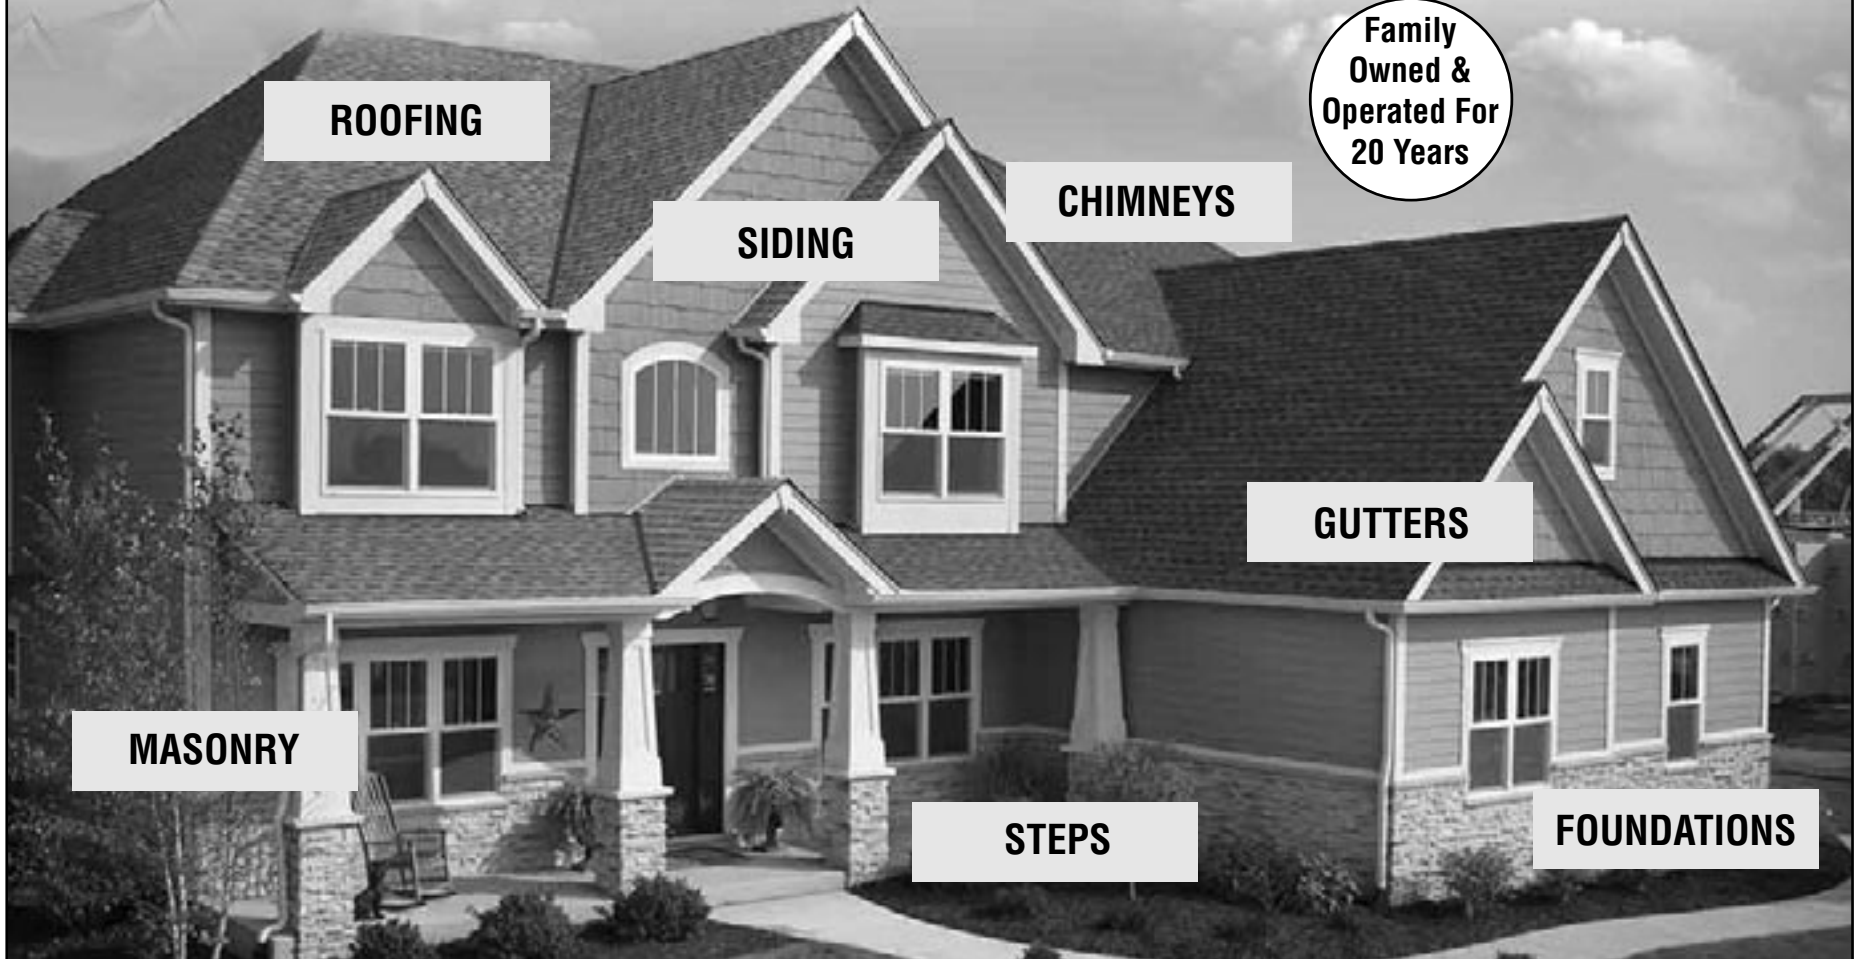 Family
Owned &
Operated For
20 Years
ROOFING
CHIMNEYS
SIDING
GUTTERS
MASONRY
STEPS
FOUNDATIONS